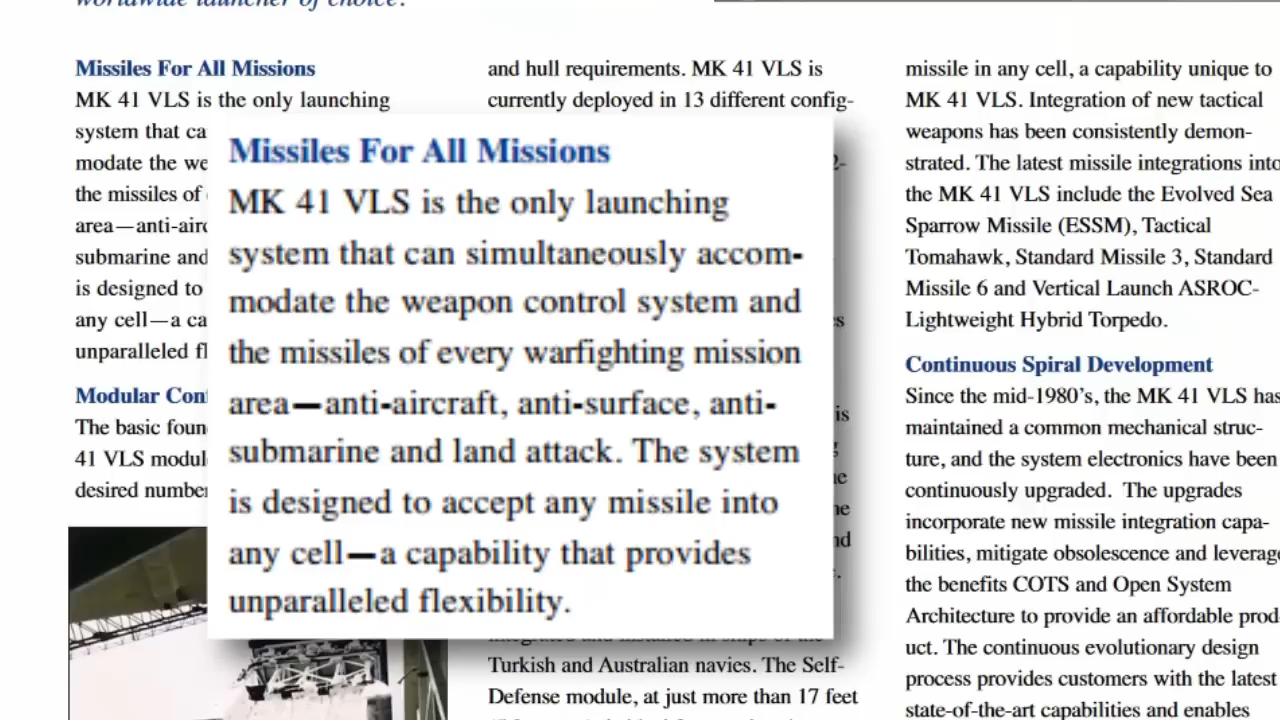 worldwide launcher of choice.
Missiles For All Missions
MK 41 VLS is the only launching
system that ca
modate the we
the missiles of
area—anti-airc
submarine and
is designed to
any cell—a ca
unparalleled fl
Modular Con
The basic foun
41 VLS modul
desired number
Missiles For All Missions
MK 41 VLS is the only launching
system that can simultaneously accom-
modate the weapon control system and
the missiles of every warfighting mission
area—anti-aircraft, anti-surface, anti-
submarine and land attack. The system
is designed to accept any missile into
any cell—a capability that provides
unparalleled flexibility.
and hull requirements. MK 41 VLS is
currently deployed in 13 different config-
integrated and installed in ships of the
Turkish and Australian navies. The Self-
Defense module, at just more than 17 feet
missile in any cell, a capability unique to
MK 41 VLS. Integration of new tactical
weapons has been consistently demon-
strated. The latest missile integrations into
the MK 41 VLS include the Evolved Sea
Sparrow Missile (ESSM), Tactical
Tomahawk, Standard Missile 3, Standard
Missile 6 and Vertical Launch ASROC-
Lightweight Hybrid Torpedo.
Continuous Spiral Development
Since the mid-1980’s, the MK 41 VLS has
maintained a common mechanical struc-
ture, and the system electronics have been
continuously upgraded. The upgrades
incorporate new missile integration capa-
bilities, mitigate obsolescence and leverage
the benefits COTS and Open System
Architecture to provide an affordable prod-
uct. The continuous evolutionary design
process provides customers with the latest
state-of-the-art capabilities and enables